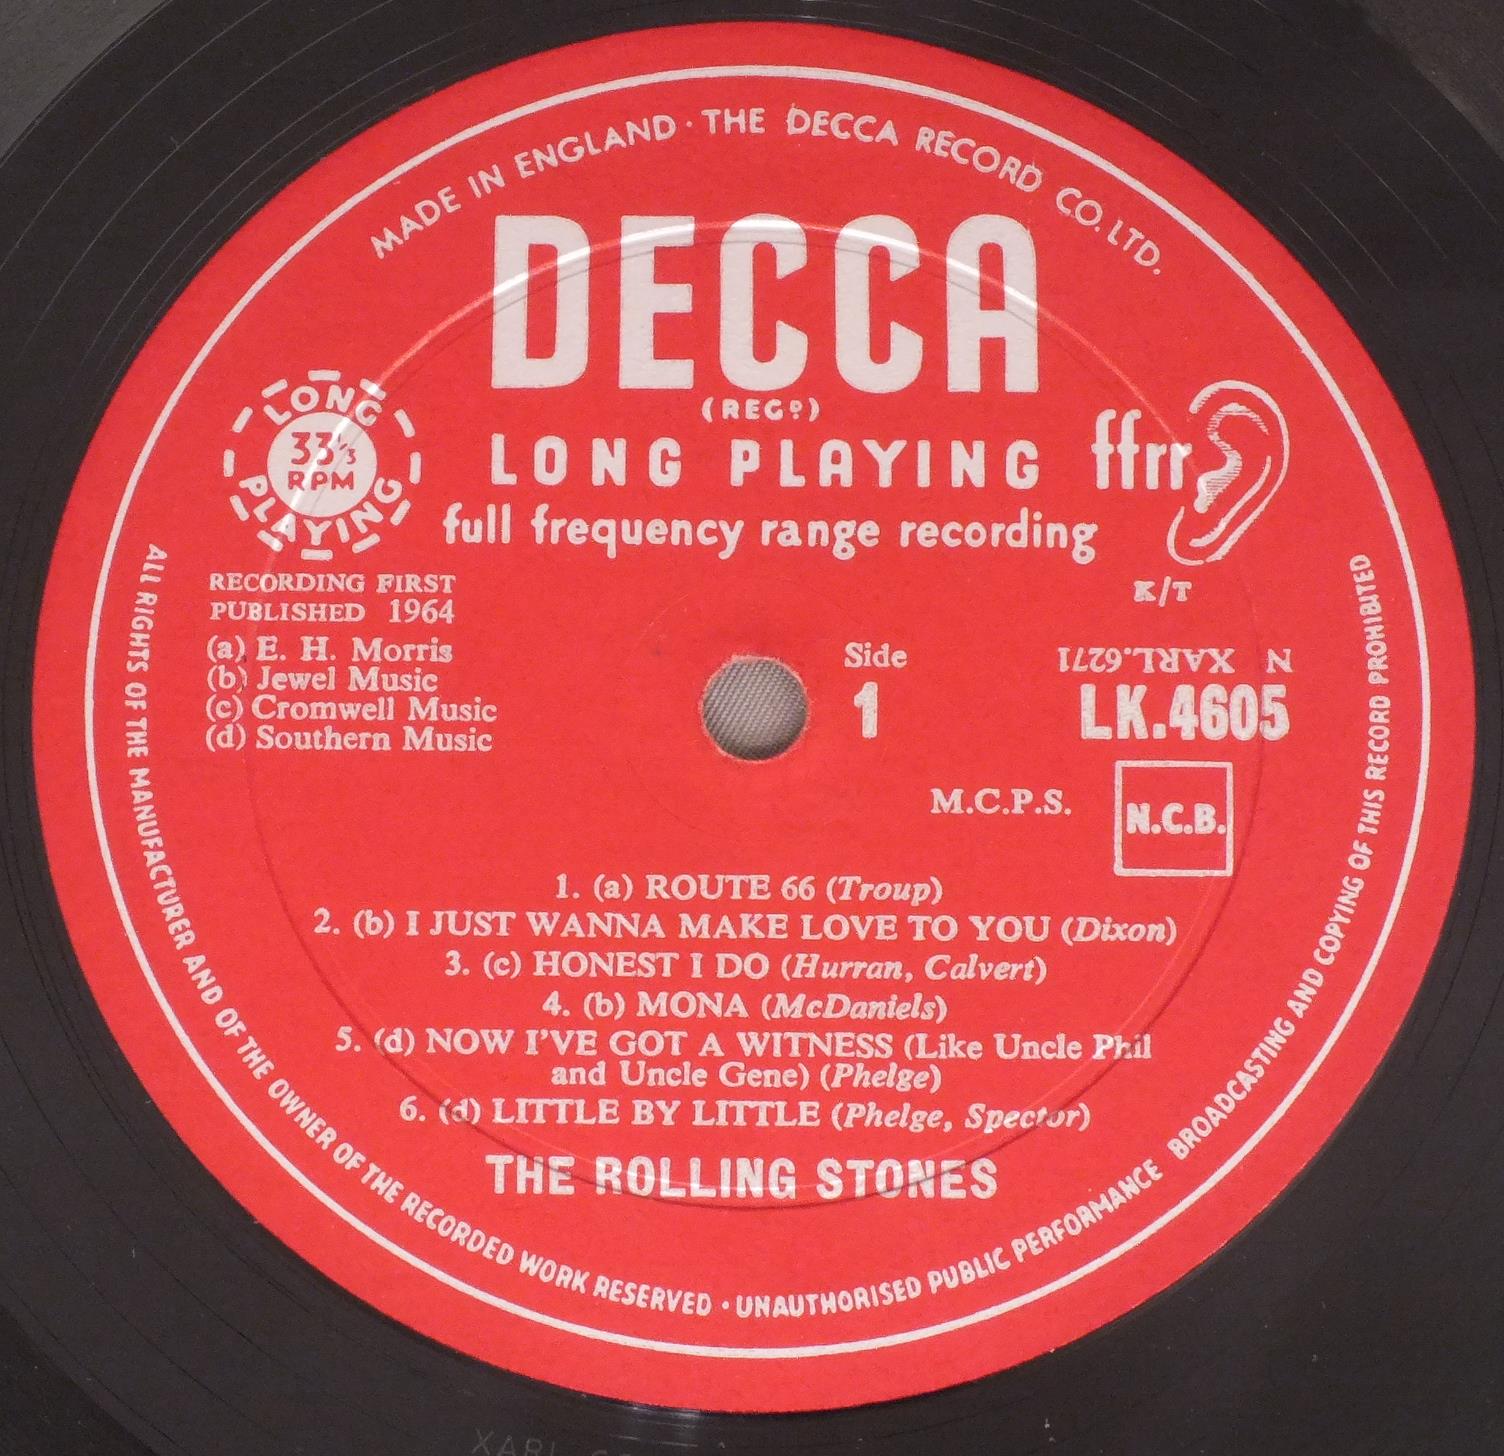 MADE IN ENGLAND · THE DECCA RECORD CO. LTD.
DECCA
(REGD)
LONG PLAYING
full frequency range recording
LONG
33⅓
RPM
PLAYING
ffrr
K/T
RECORDING FIRST
PUBLISHED 1964
(a) E. H. Morris
(b) Jewel Music
(c) Cromwell Music
(d) Southern Music
Side
1
N XARL.6271
LK.4605
M.C.P.S.
N.C.B.
1. (a) ROUTE 66 (Troup)
2. (b) I JUST WANNA MAKE LOVE TO YOU (Dixon)
3. (c) HONEST I DO (Hurran, Calvert)
4. (b) MONA (McDaniels)
5. (d) NOW I'VE GOT A WITNESS (Like Uncle Phil
and Uncle Gene) (Phelge)
6. (d) LITTLE BY LITTLE (Phelge, Spector)
THE ROLLING STONES
ALL RIGHTS OF THE MANUFACTURER AND OF THE OWNER OF THE RECORDED WORK RESERVED · UNAUTHORISED PUBLIC PERFORMANCE BROADCASTING AND COPYING OF THIS RECORD PROHIBITED
XARL